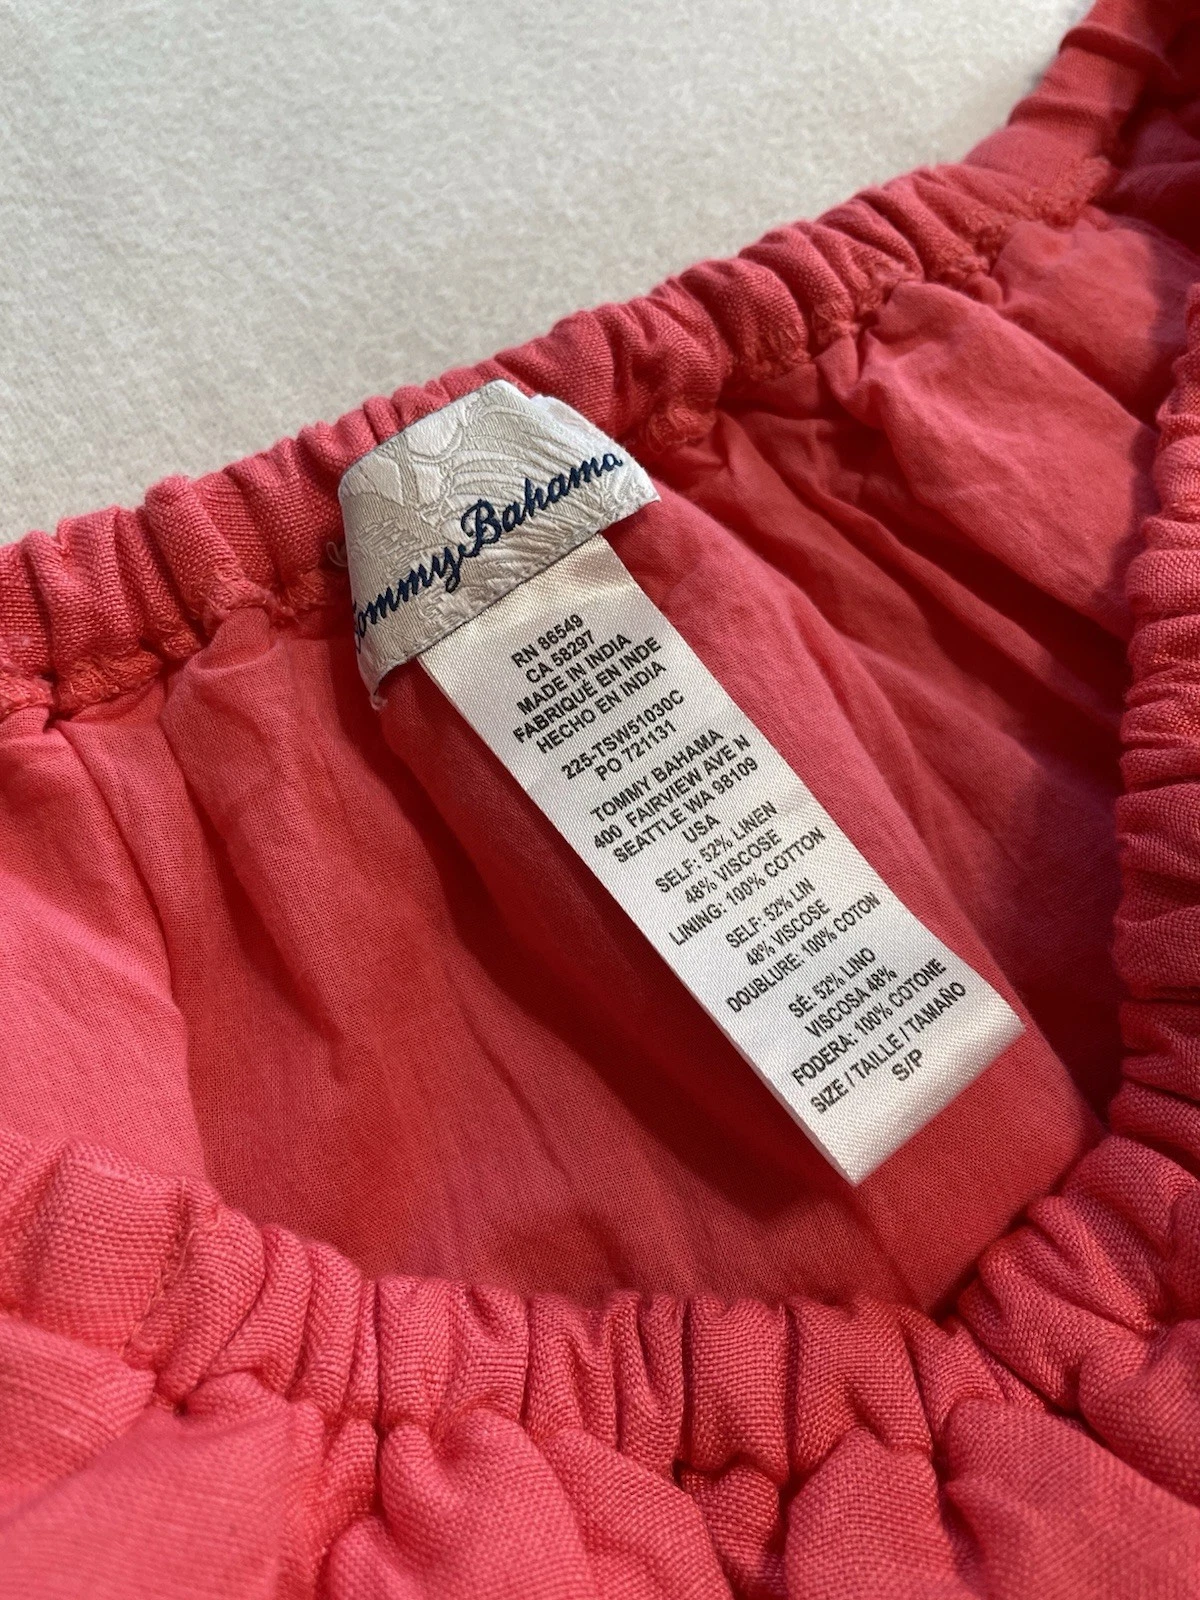 Tommy Bahama
RN 86549
CA 58297
MADE IN INDIA
FABRIQUE EN INDE
HECHO EN INDIA
225-TSW51030C
PO 721131
TOMMY BAHAMA
400 FAIRVIEW AVE N
SEATTLE WA 98109
USA
SELF: 52% LINEN
48% VISCOSE
LINING: 100% COTTON
SELF: 52% LIN
48% VISCOSE
DOUBLURE: 100% COTON
SÈ: 52% LINO
VISCOSA 48%
FODERA: 100% COTONE
SIZE / TAILLE / TAMAÑO
S/P